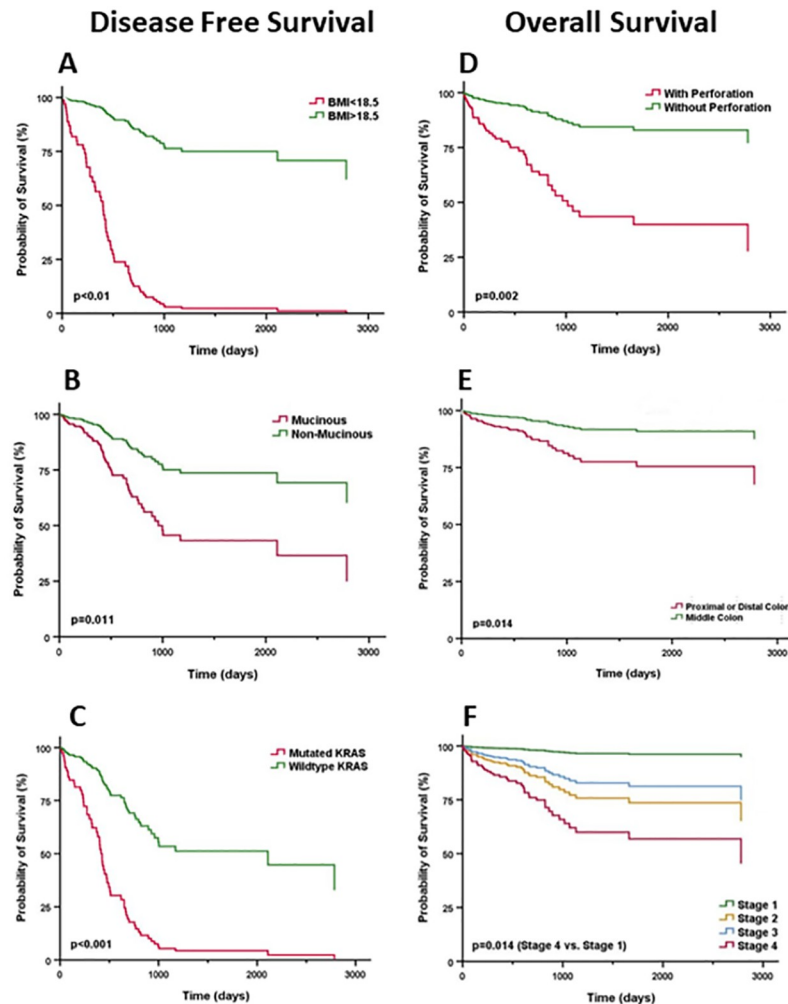 Disease Free Survival
Overall Survival
A
BMI<18.5
BMI>18.5
100
75
50
25
0
Probability of Survival (%)
p<0.01
0
1000
2000
3000
Time (days)
D
With Perforation
Without Perforation
100
75
50
25
0
Probability of Survival (%)
p=0.002
0
1000
2000
3000
Time (days)
B
Mucinous
Non-Mucinous
100
75
50
25
0
Probability of Survival (%)
p=0.011
0
1000
2000
3000
Time (days)
E
100
75
50
25
0
Probability of Survival (%)
Proximal or Distal Colon
Middle Colon
p=0.014
0
1000
2000
3000
Time (days)
C
Mutated KRAS
Wildtype KRAS
100
75
50
25
0
Probability of Survival (%)
p<0.001
0
1000
2000
3000
Time (days)
F
100
75
50
25
0
Probability of Survival (%)
Stage 1
Stage 2
Stage 3
Stage 4
p=0.014 (Stage 4 vs. Stage 1)
0
1000
2000
3000
Time (days)